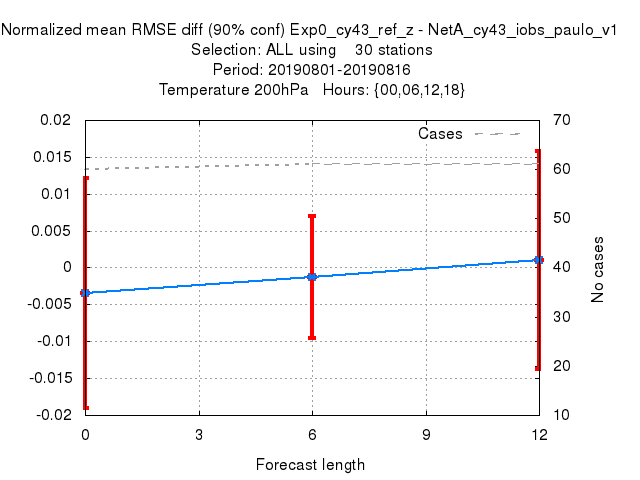 Normalized mean RMSE diff (90% conf) Exp0_cy43_ref_z - NetA_cy43_iobs_paulo_v1
Selection: ALL using    30 stations
Period: 20190801-20190816
Temperature 200hPa   Hours: {00,06,12,18}
Cases
0.02
0.015
0.01
0.005
0
-0.005
-0.01
-0.015
-0.02
70
60
50
40
30
20
10
No cases
0 3 6 9 12
Forecast length